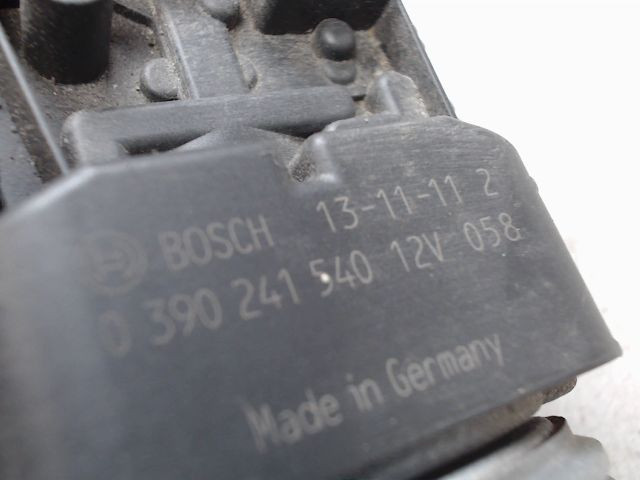 BOSCH 13-11-11 2
0 390 241 540 12V 058
Made in Germany